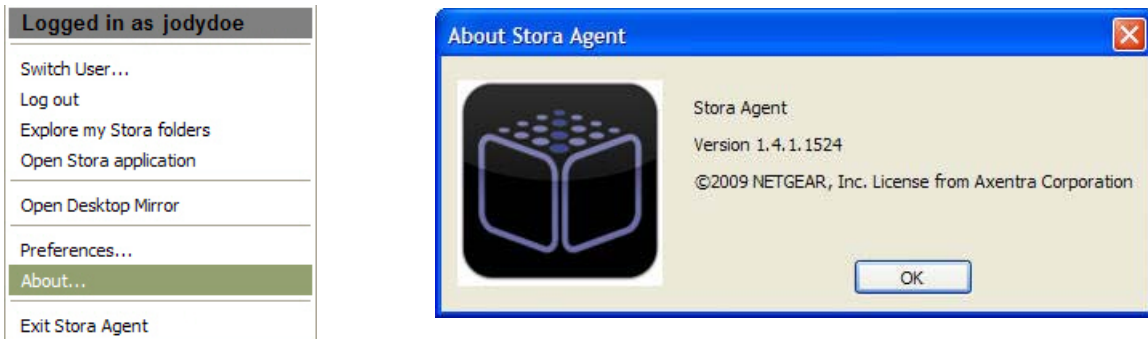 Logged in as jodydoe
Switch User...
Log out
Explore my Stora folders
Open Stora application
Open Desktop Mirror
Preferences...
About...
Exit Stora Agent
About Stora Agent
Stora Agent
Version 1.4.1.1524
©2009 NETGEAR, Inc. License from Axentra Corporation
OK